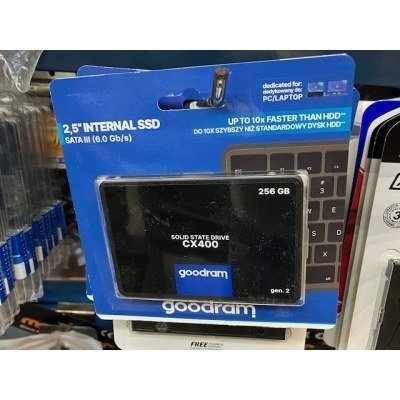 2,5" INTERNAL SSD
SATA III (6.0 Gb/s)
dedicated for:
dedykowany do:
PC/LAPTOP
UP TO 10x FASTER THAN HDD**
DO 10X SZYBSZY NIŻ STANDARDOWY DYSK HDD**
256 GB
SOLID STATE DRIVE
CX400
goodram
gen. 2
goodram
FREE